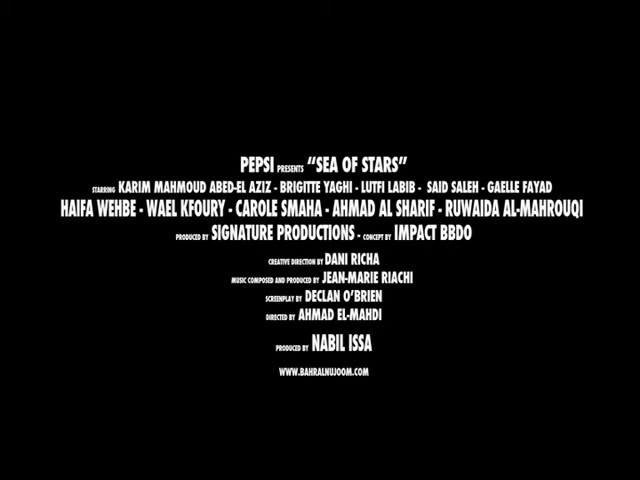 PEPSI PRESENTS “SEA OF STARS”
STARRING KARIM MAHMOUD ABED-EL AZIZ - BRIGITTE YAGHI - LUTFI LABIB - SAID SALEH - GAELLE FAYAD
HAIFA WEHBE - WAEL KFOURY - CAROLE SMAHA - AHMAD AL SHARIF - RUWAIDA AL-MAHROUQI
PRODUCED BY SIGNATURE PRODUCTIONS - CONCEPT BY IMPACT BBDO
CREATIVE DIRECTION BY DANI RICHA
MUSIC COMPOSED AND PRODUCED BY JEAN-MARIE RIACHI
SCREENPLAY BY DECLAN O’BRIEN
DIRECTED BY AHMAD EL-MAHDI
PRODUCED BY NABIL ISSA
WWW.BAHRALNUJOOM.COM